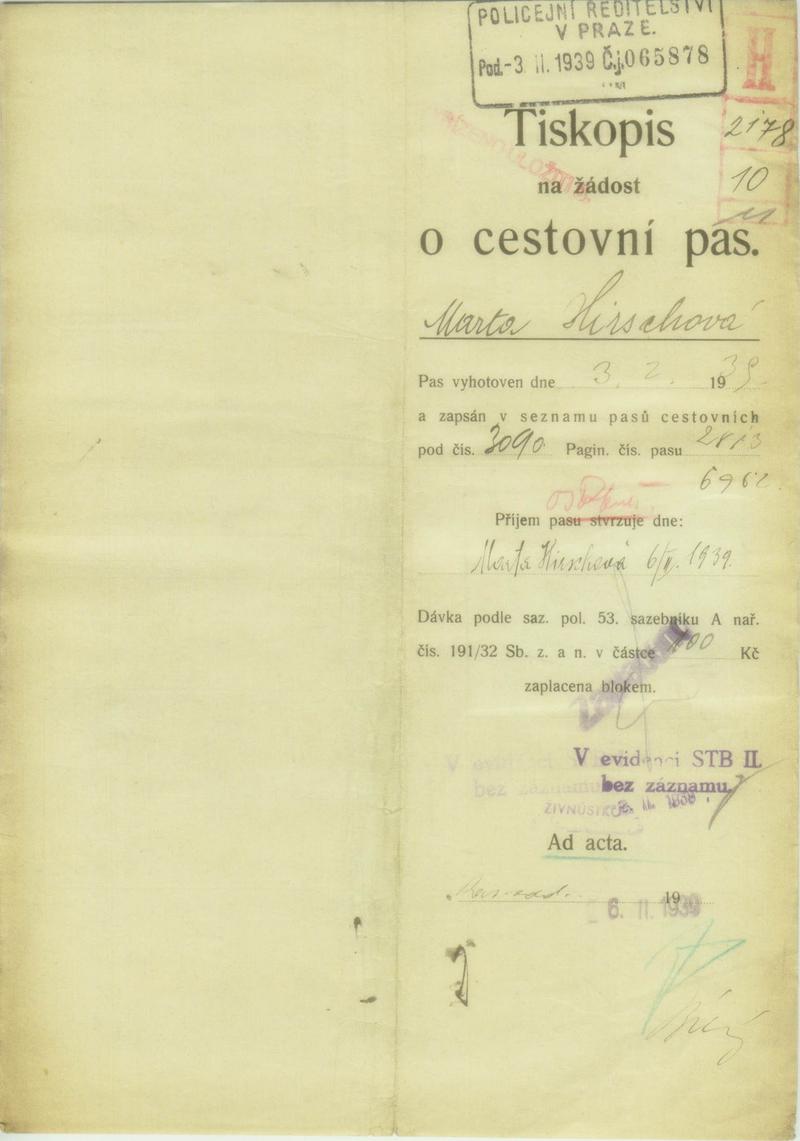 POLICEJNÍ ŘEDITELSTVÍ
V PRAZE.
Pod. -3 II. 1939 Č.j. 065878
H
2178
10
Tiskopis
na žádost
o cestovní pas.
Marta Hirschová
Pas vyhotoven dne 3. 2. 1939.
a zapsán v seznamu pasů cestovních
pod čís. 3090 Pagin. čís. pasu
Příjem pasu stvrzuje dne:
Marta Hirschová 6/II. 1939.
Dávka podle saz. pol. 53. sazebníku A nař.
čís. 191/32 Sb. z. a n. v částce 100 Kč
zaplacena blokem.
V evidenci STB II.
bez záznamu.
Ad acta.
19
6. II. 1939